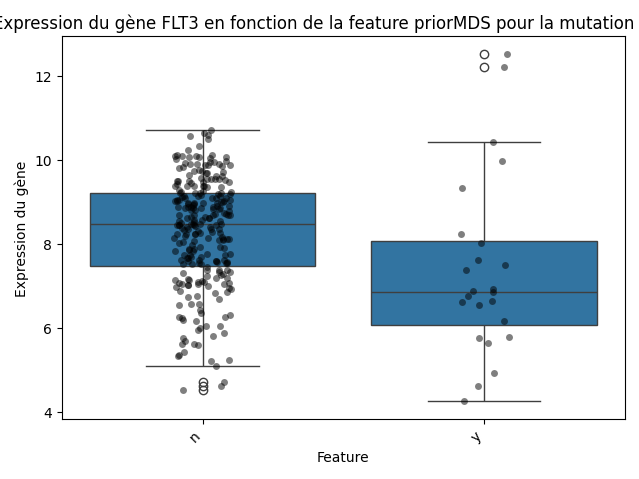 Expression du gène FLT3 en fonction de la feature priorMDS pour la mutation
Expression du gène
12
10
8
6
4
n
y
Feature